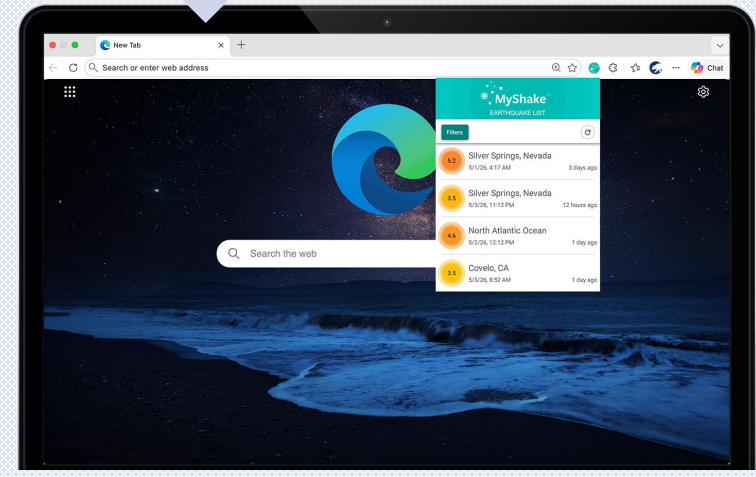 New Tab
Search or enter web address
Chat
MyShake™
EARTHQUAKE LIST
Filters
5.2
Silver Springs, Nevada
5/1/26, 4:17 AM
3 days ago
3.5
Silver Springs, Nevada
5/3/26, 11:12 PM
12 hours ago
4.6
North Atlantic Ocean
5/2/26, 12:12 PM
1 day ago
3.5
Covelo, CA
5/3/26, 8:52 AM
1 day ago
Search the web